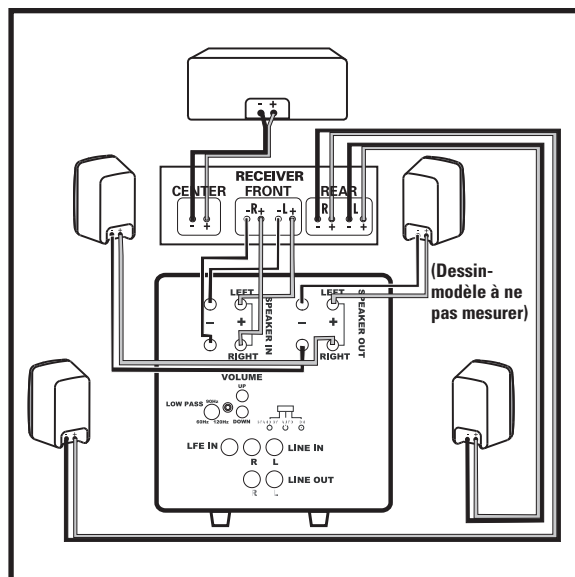 - +
RECEIVER
CENTER FRONT REAR
-R+ -L+ R L
- + - + - +
- +
- +
(Dessin-
modèle à ne
pas mesurer)
LEFT LEFT
SPEAKER IN
SPEAKER OUT
- + - +
RIGHT RIGHT
VOLUME
UP
LOW PASS 90Hz
60Hz 120Hz DOWN
LFE IN LINE IN
R L
LINE OUT
R L
- +
- +